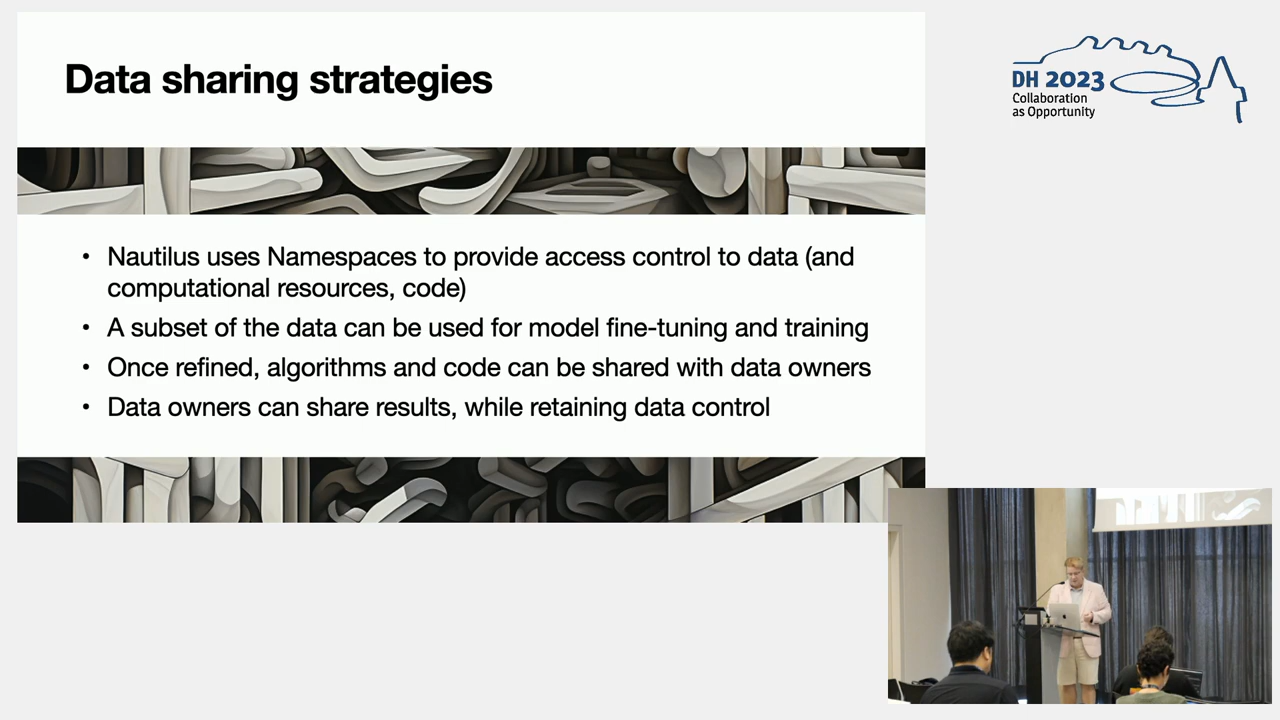 Data sharing strategies
DH 2023
Collaboration
as Opportunity
• Nautilus uses Namespaces to provide access control to data (and
computational resources, code)
• A subset of the data can be used for model fine-tuning and training
• Once refined, algorithms and code can be shared with data owners
• Data owners can share results, while retaining data control